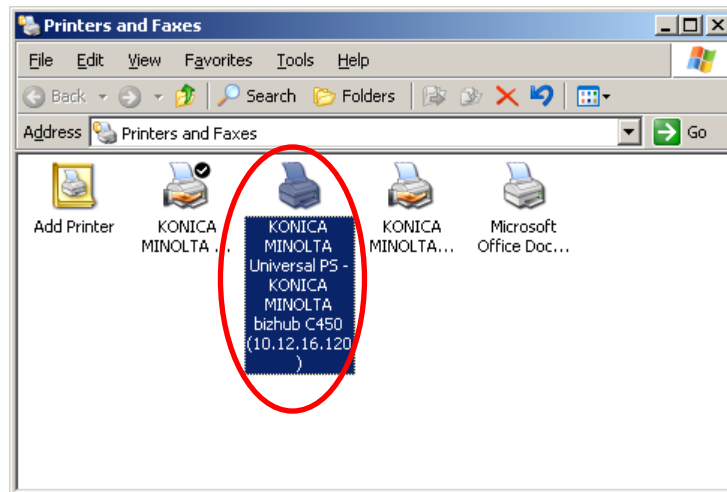 Printers and Faxes
File Edit View Favorites Tools Help
Back Search Folders
Address Printers and Faxes Go
Add Printer
KONICA
MINOLTA ...
KONICA
MINOLTA
Universal PS -
KONICA
MINOLTA
bizhub C450
(10.12.16.120
)
KONICA
MINOLTA...
Microsoft
Office Doc...